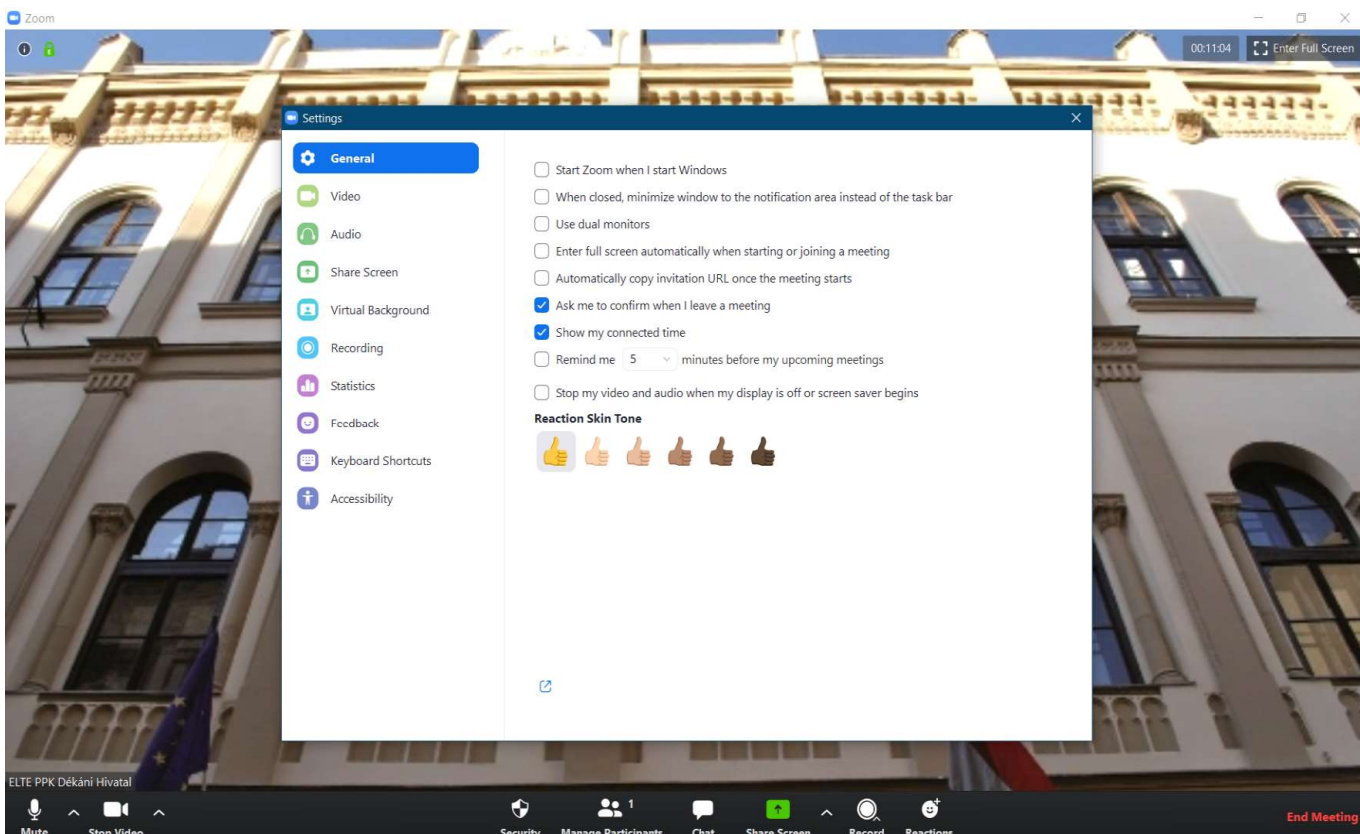 Zoom
00:11:04 Enter Full Screen
Settings
General
Video
Audio
Share Screen
Virtual Background
Recording
Statistics
Feedback
Keyboard Shortcuts
Accessibility
Start Zoom when I start Windows
When closed, minimize window to the notification area instead of the task bar
Use dual monitors
Enter full screen automatically when starting or joining a meeting
Automatically copy invitation URL once the meeting starts
Ask me to confirm when I leave a meeting
Show my connected time
Remind me 5 minutes before my upcoming meetings
Stop my video and audio when my display is off or screen saver begins
Reaction Skin Tone
ELTE PPK Dékáni Hivatal
1
Mute Stop Video Security Manage Participants Chat Share Screen Record Reactions End Meeting